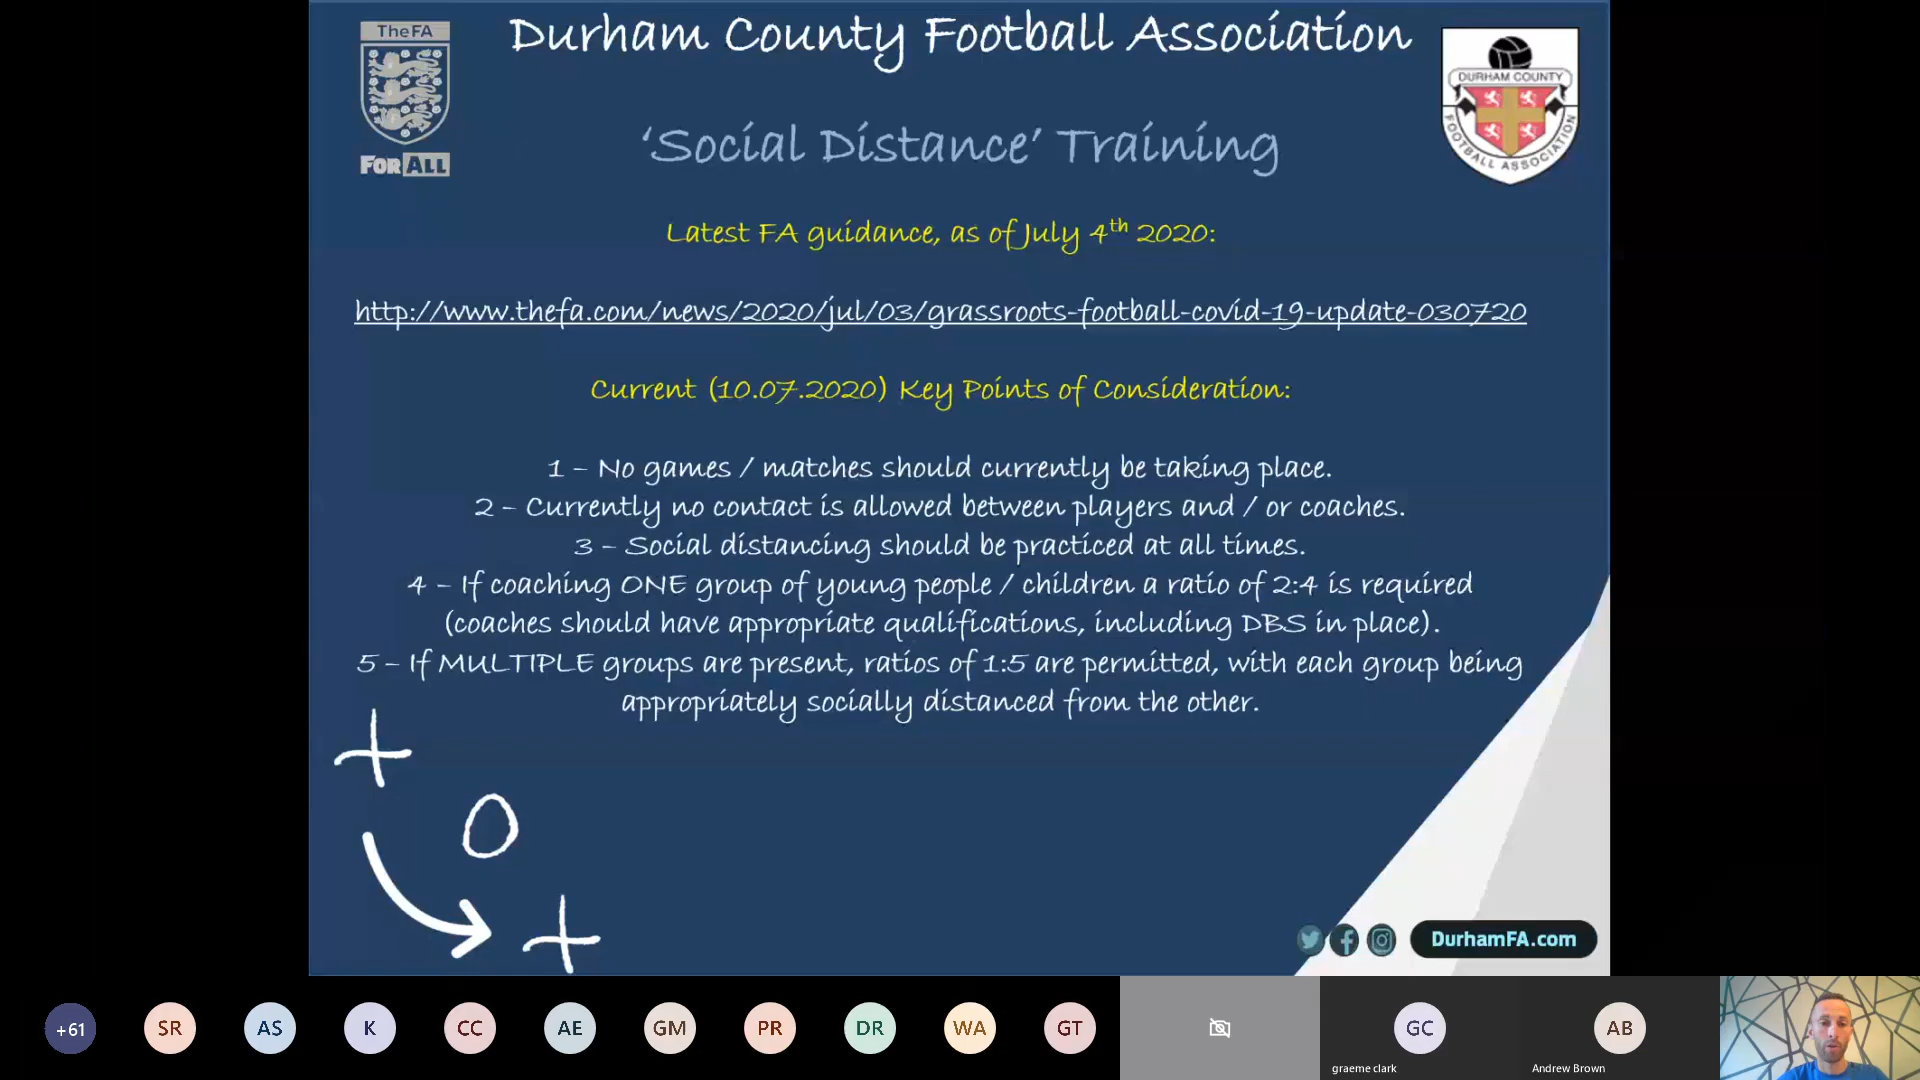 TheFA
FOR ALL
Durham County Football Association
DURHAM COUNTY
FOOTBALL ASSOCIATION
‘Social Distance’ Training
Latest FA guidance, as of July 4th 2020:
http://www.thefa.com/news/2020/jul/03/grassroots-football-covid-19-update-030720
Current (10.07.2020) Key Points of Consideration:
1 – No games / matches should currently be taking place.
2 – Currently no contact is allowed between players and / or coaches.
3 – Social distancing should be practiced at all times.
4 – If coaching ONE group of young people / children a ratio of 2:4 is required
(coaches should have appropriate qualifications, including DBS in place).
5 – If MULTIPLE groups are present, ratios of 1:5 are permitted, with each group being
appropriately socially distanced from the other.
DurhamFA.com
+61 SR AS K CC AE GM PR DR WA GT GC AB
graeme clark Andrew Brown